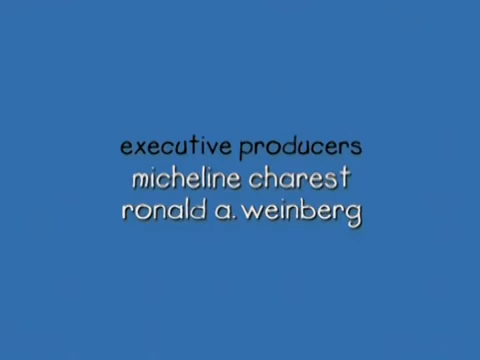 executive producers
micheline charest
ronald a. weinberg